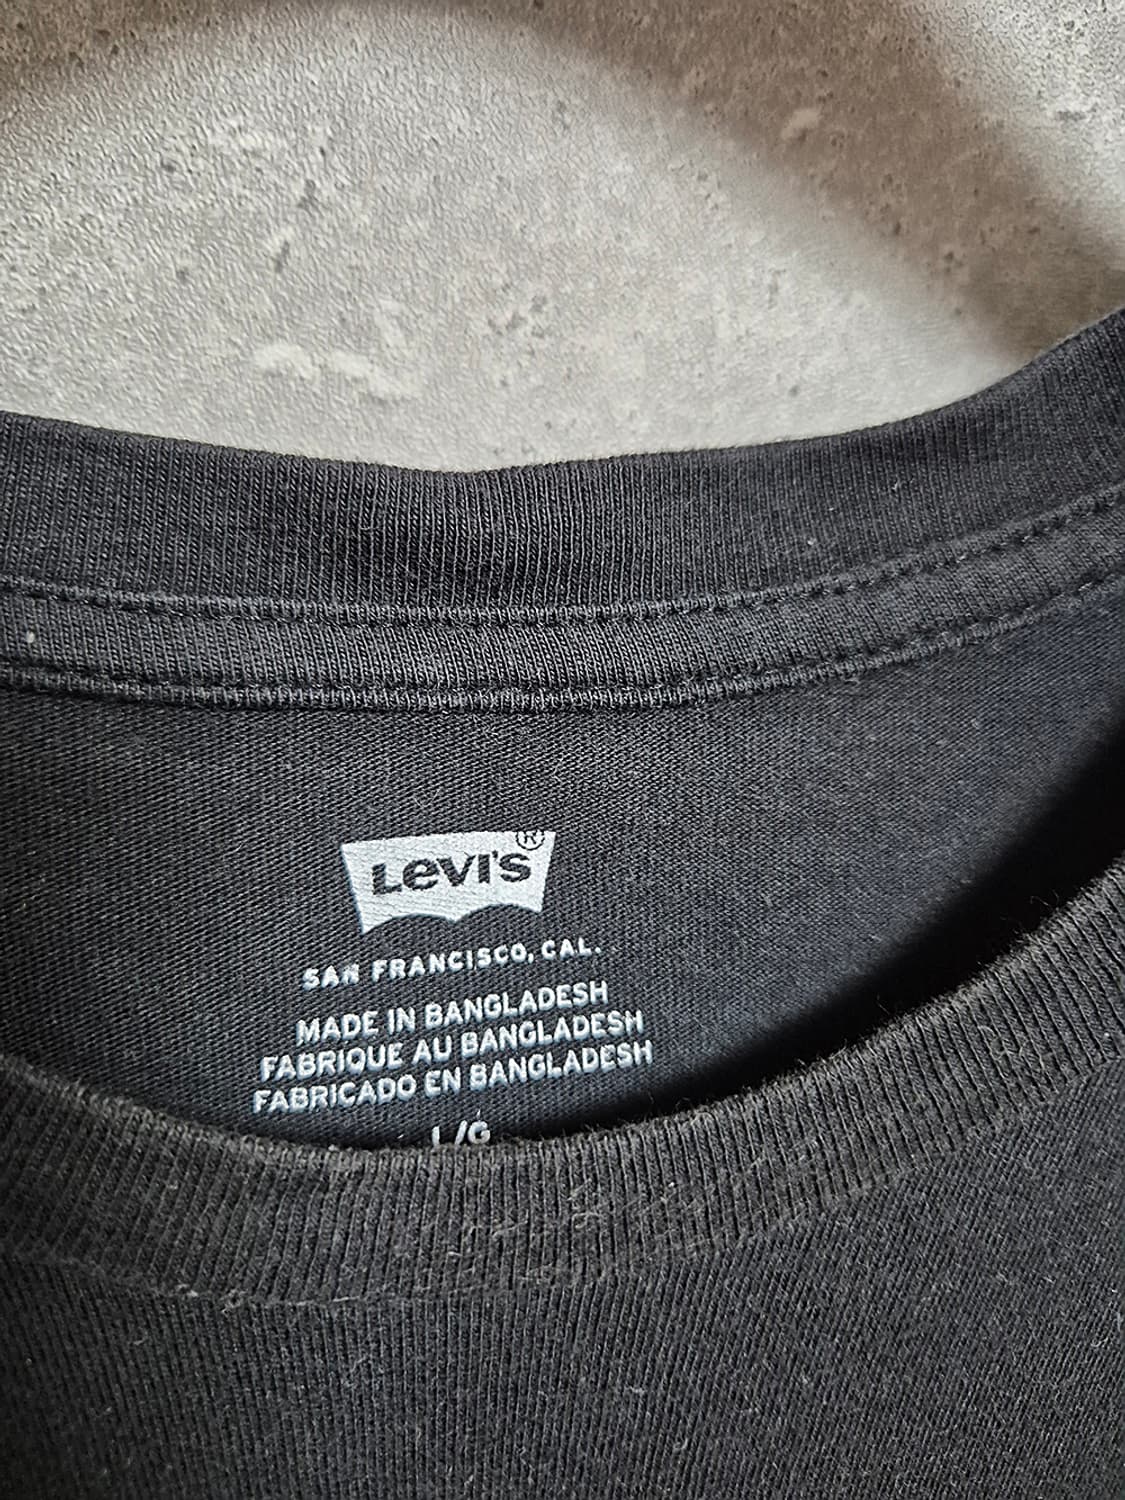 Levi's®
SAN FRANCISCO, CAL.
MADE IN BANGLADESH
FABRIQUE AU BANGLADESH
FABRICADO EN BANGLADESH
L/G